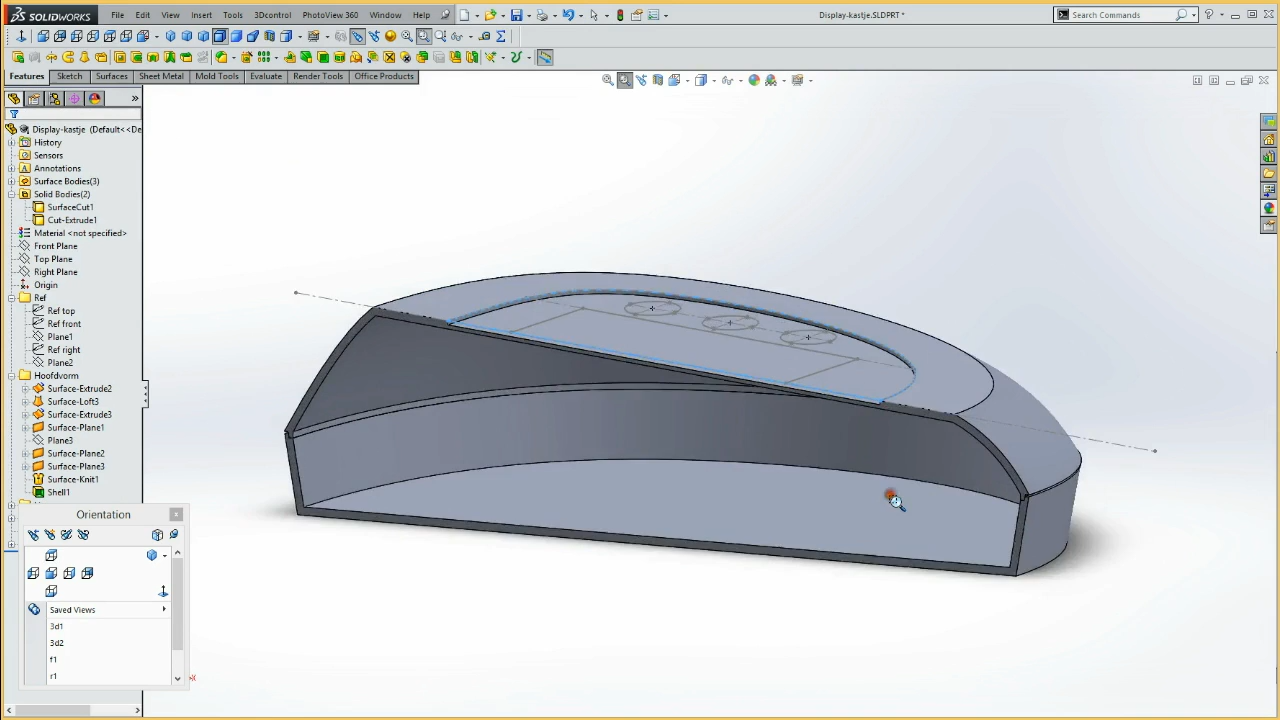 SOLIDWORKS File Edit View Insert Tools 3Dcontrol PhotoView 360 Window Help Display-kastje.SLDPRT * Search Commands
Features Sketch Surfaces Sheet Metal Mold Tools Evaluate Render Tools Office Products
Display-kastje (Default<<De
History
Sensors
Annotations
Surface Bodies(3)
Solid Bodies(2)
SurfaceCut1
Cut-Extrude1
Material <not specified>
Front Plane
Top Plane
Right Plane
Origin
Ref
Ref top
Ref front
Plane1
Ref right
Plane2
Hoofdvorm
Surface-Extrude2
Surface-Loft3
Surface-Extrude3
Surface-Plane1
Plane3
Surface-Plane2
Surface-Plane3
Surface-Knit1
Shell1
Orientation
Saved Views
3d1
3d2
f1
r1